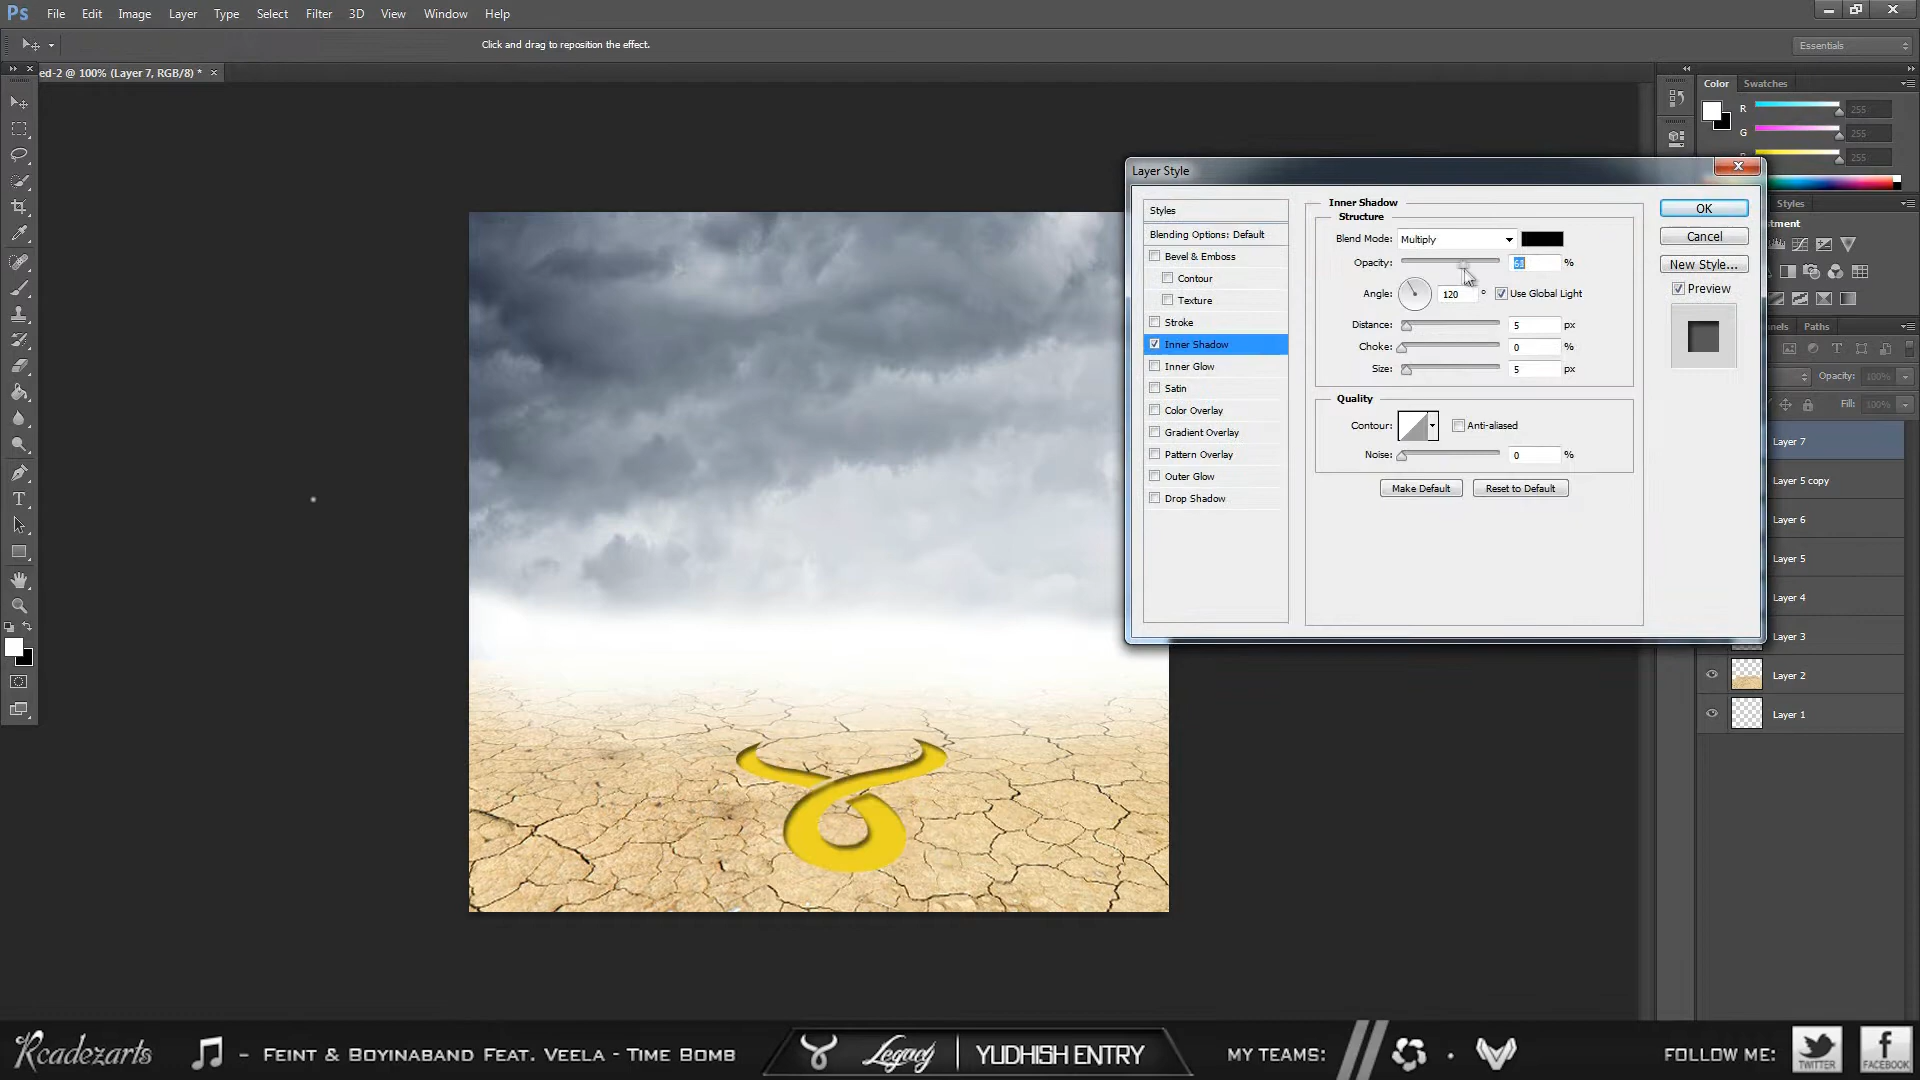 Ps File Edit Image Layer Type Select Filter 3D View Window Help
Click and drag to reposition the effect.
Essentials
ed-2 @ 100% (Layer 7, RGB/8) *
Color Swatches
R 255
G 255
255
Layer Style
Styles
Blending Options: Default
Bevel & Emboss
Contour
Texture
Stroke
Inner Shadow
Inner Glow
Satin
Color Overlay
Gradient Overlay
Pattern Overlay
Outer Glow
Drop Shadow
Inner Shadow
Structure
Blend Mode: Multiply
Opacity: %
Angle: 120 ° Use Global Light
Distance: 5 px
Choke: 0 %
Size: 5 px
Quality
Contour: Anti-aliased
Noise: 0 %
Make Default Reset to Default
OK
Cancel
New Style...
Preview
Styles
stment
nels Paths
Opacity: 100%
Fill: 100%
Layer 7
Layer 5 copy
Layer 6
Layer 5
Layer 4
Layer 3
Layer 2
Layer 1
Rcadezarts
- Feint & Boyinaband Feat. Veela - Time Bomb
Legacy
YUDHISH ENTRY
MY TEAMS:
FOLLOW ME:
TWITTER
FACEBOOK